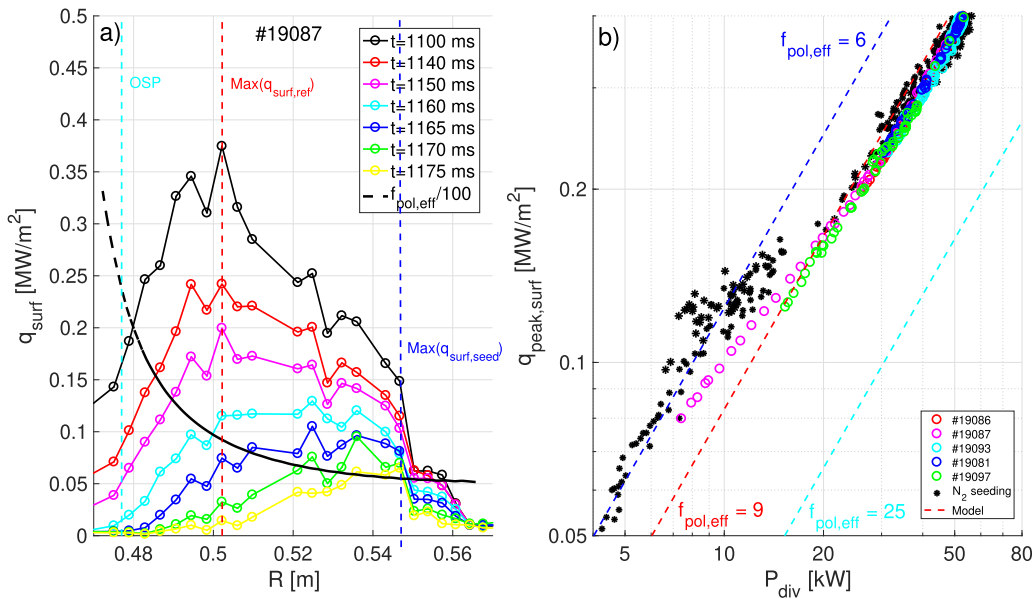 a)
#19087
OSP
Max(q_surf,ref)
Max(q_surf,seed)
t=1100 ms
t=1140 ms
t=1150 ms
t=1160 ms
t=1165 ms
t=1170 ms
t=1175 ms
f_pol,eff/100
q_surf [MW/m²]
0.5
0.45
0.4
0.35
0.3
0.25
0.2
0.15
0.1
0.05
0
0.48
0.5
0.52
0.54
0.56
R [m]
b)
f_pol,eff = 6
f_pol,eff = 9
f_pol,eff = 25
#19086
#19087
#19093
#19081
#19097
N₂ seeding
Model
q_peak,surf [MW/m²]
0.2
0.1
0.05
5
10
20
50
80
P_div [kW]